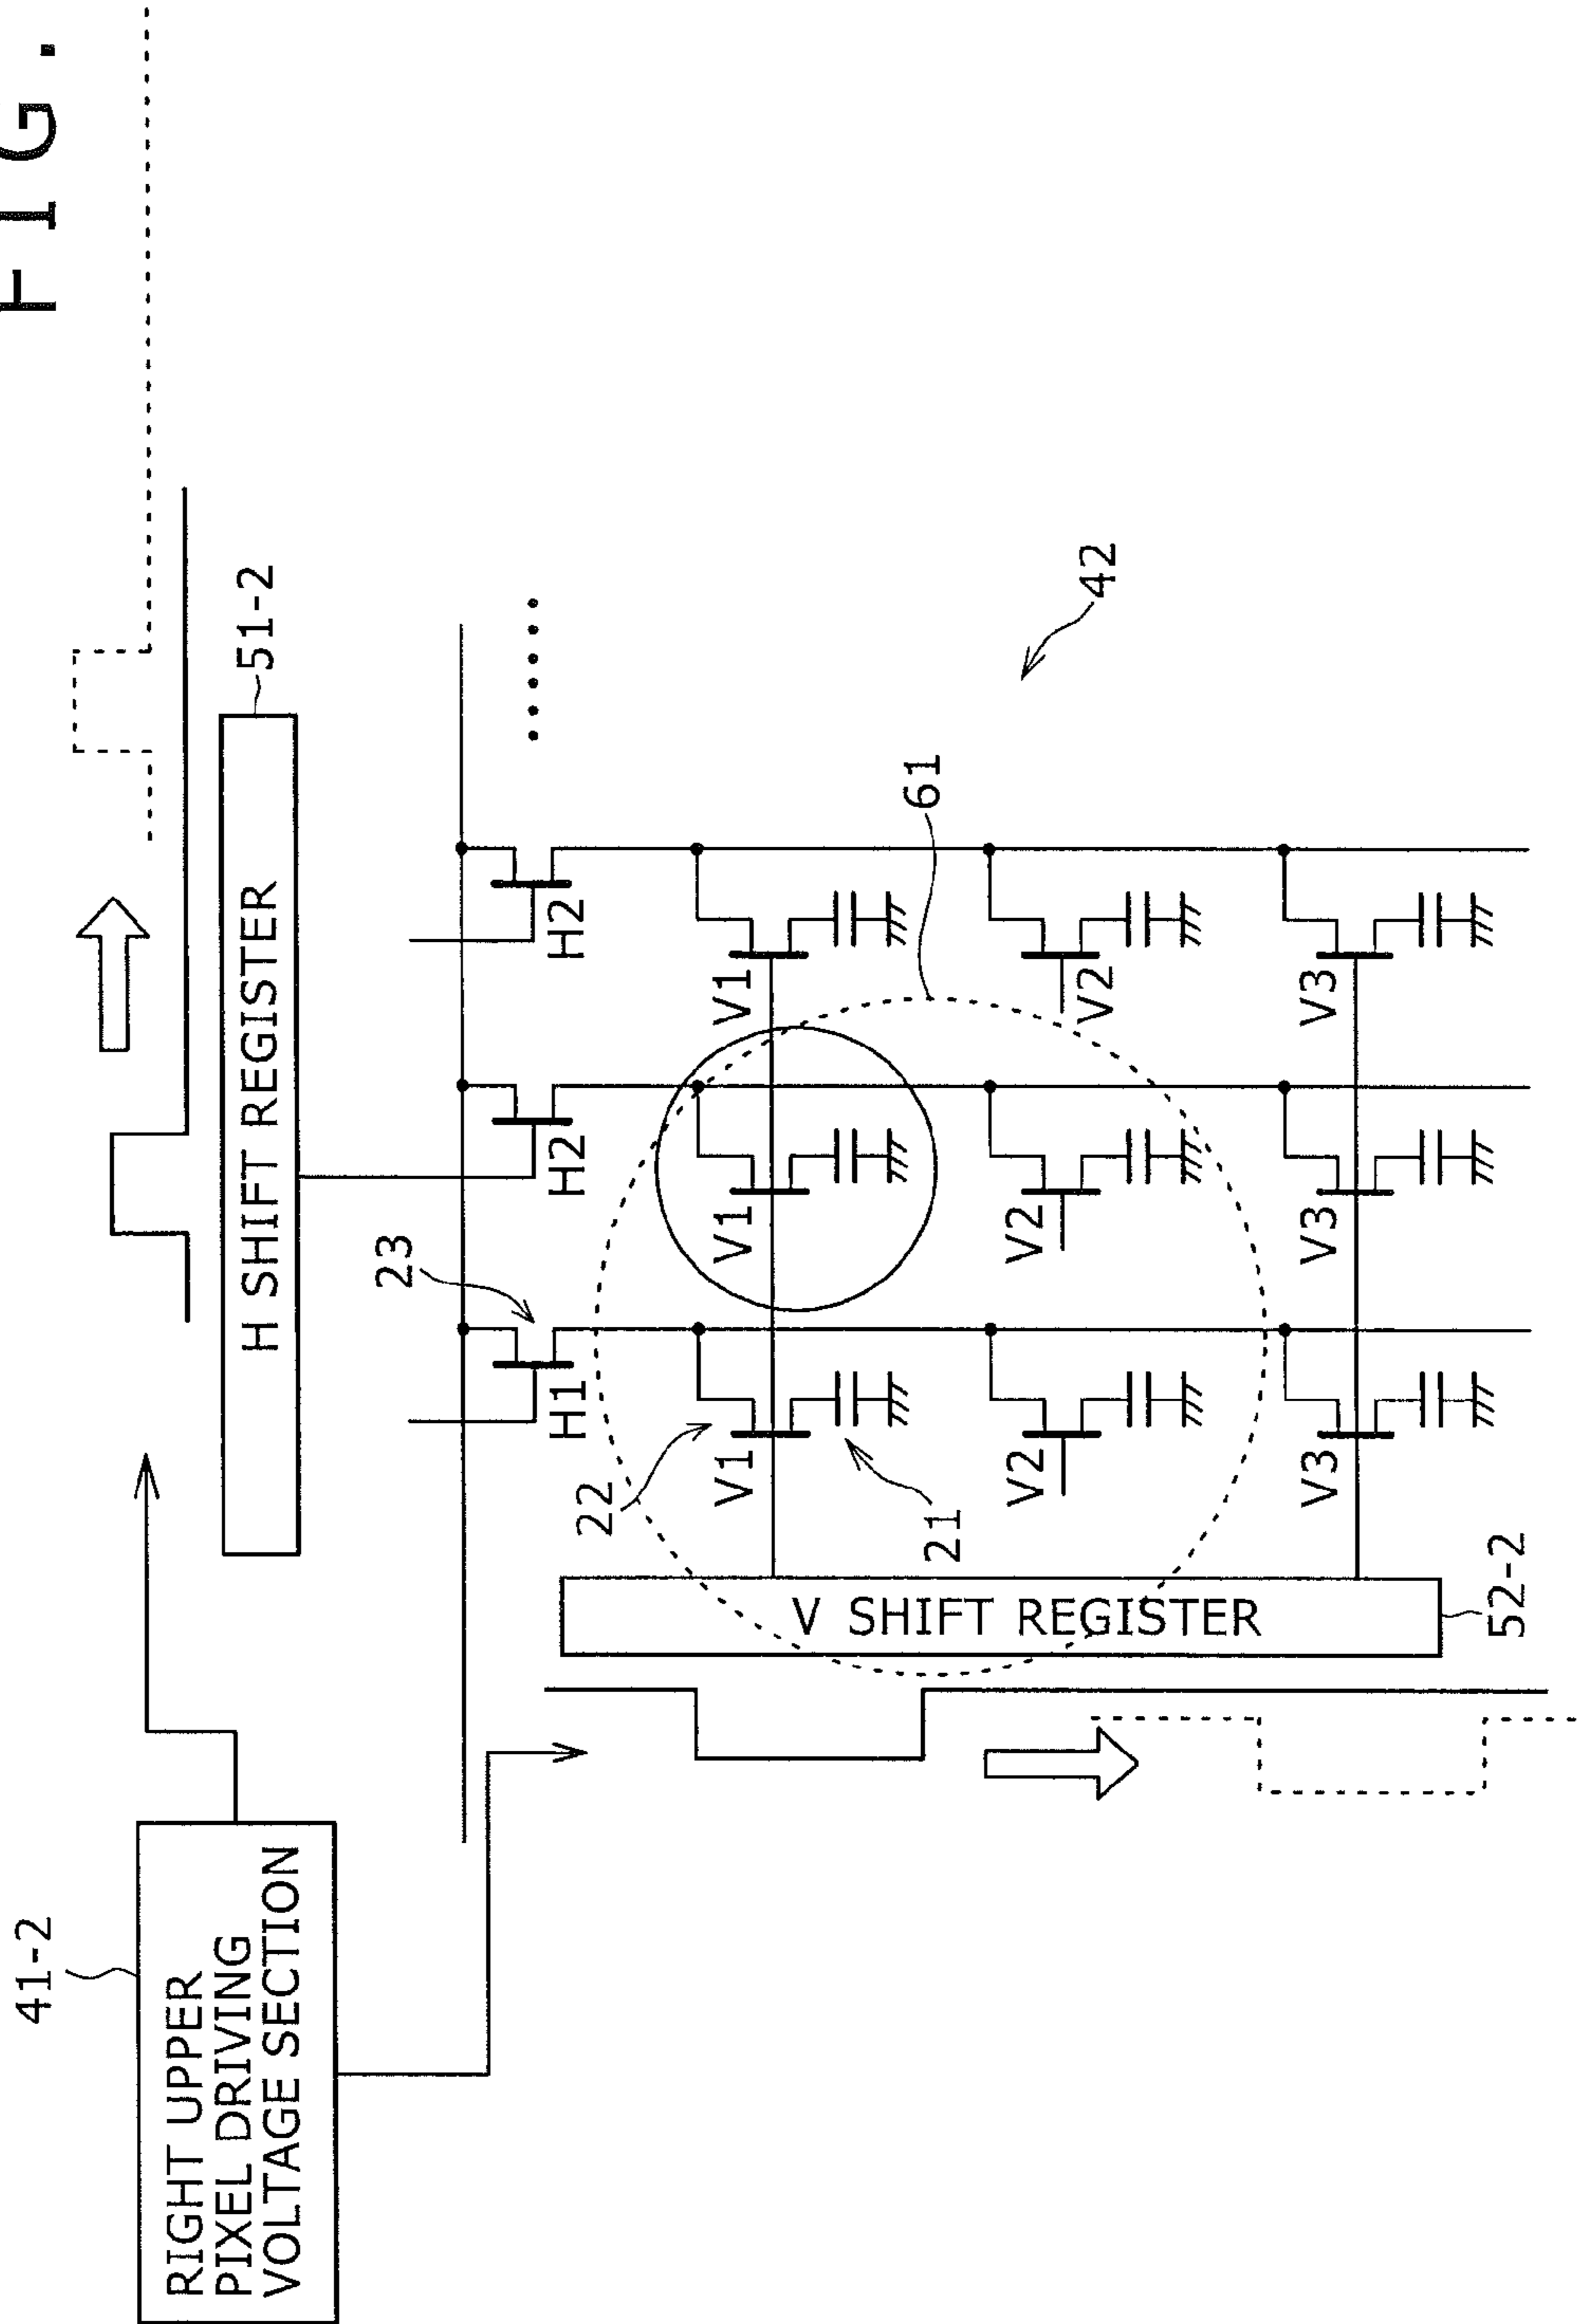 FIG.
41-2
RIGHT UPPER
PIXEL DRIVING
VOLTAGE SECTION
H SHIFT REGISTER
51-2
23
H1
H2
H2
22
V1
V1
V1
21
61
42
V2
V2
V2
V3
V3
V3
V SHIFT REGISTER
52-2